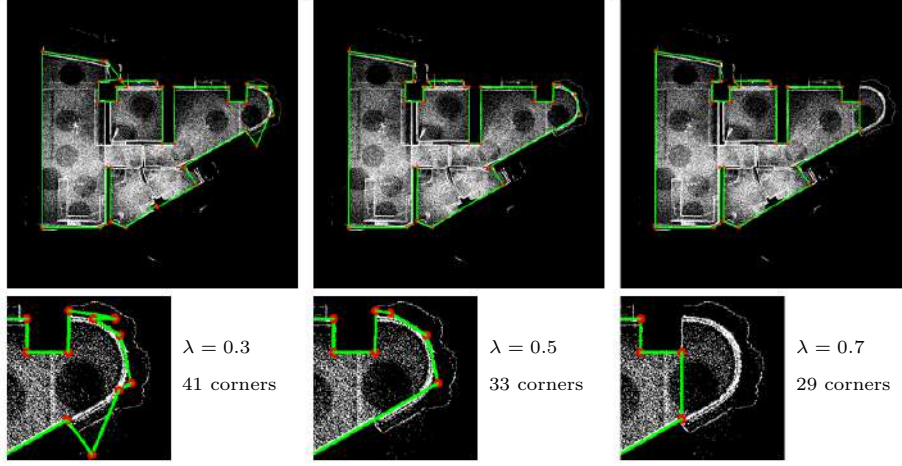 λ = 0.3
41 corners
λ = 0.5
33 corners
λ = 0.7
29 corners